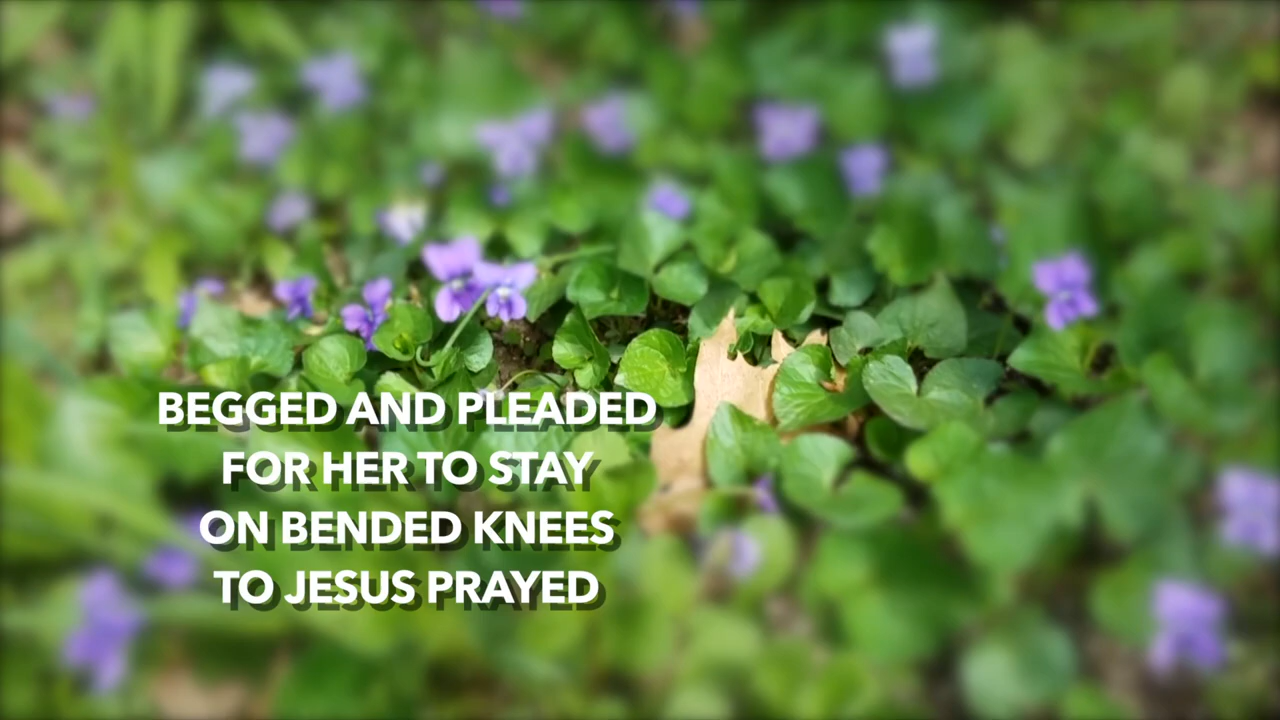 BEGGED AND PLEADED
FOR HER TO STAY
ON BENDED KNEES
TO JESUS PRAYED